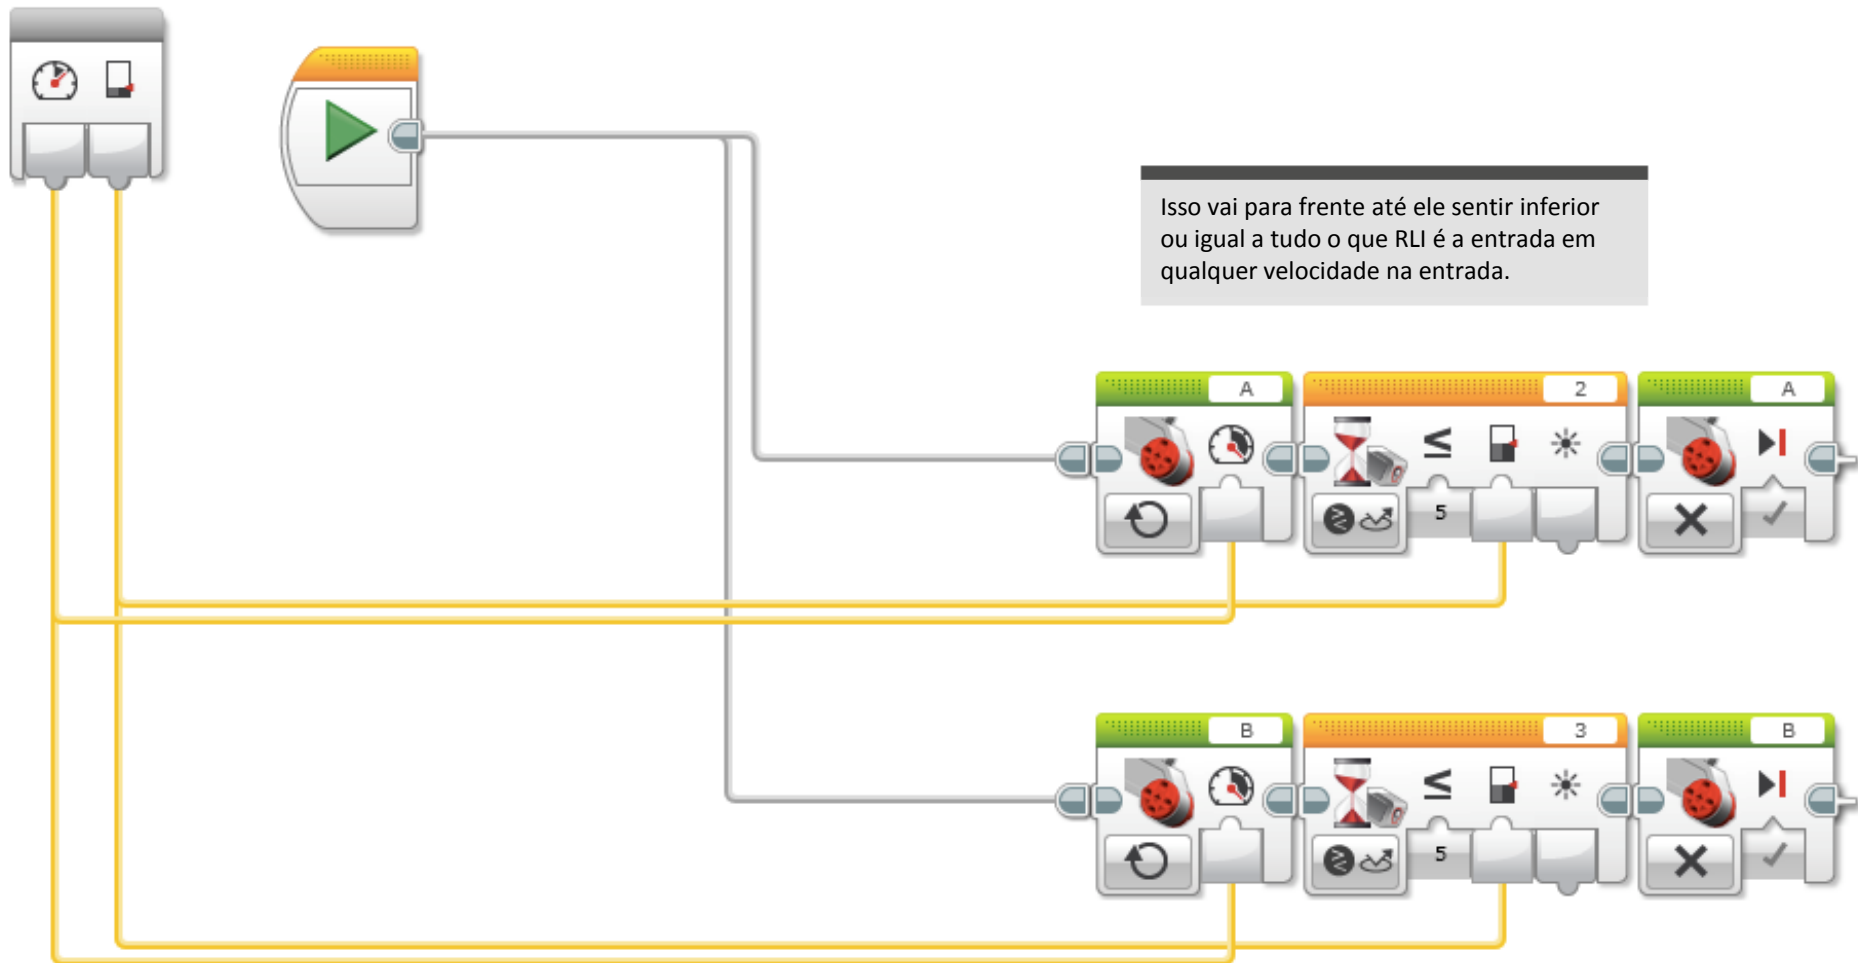 Isso vai para frente até ele sentir inferior
ou igual a tudo o que RLI é a entrada em
qualquer velocidade na entrada.
A 2 A
≤
5
B 3 B
≤
5